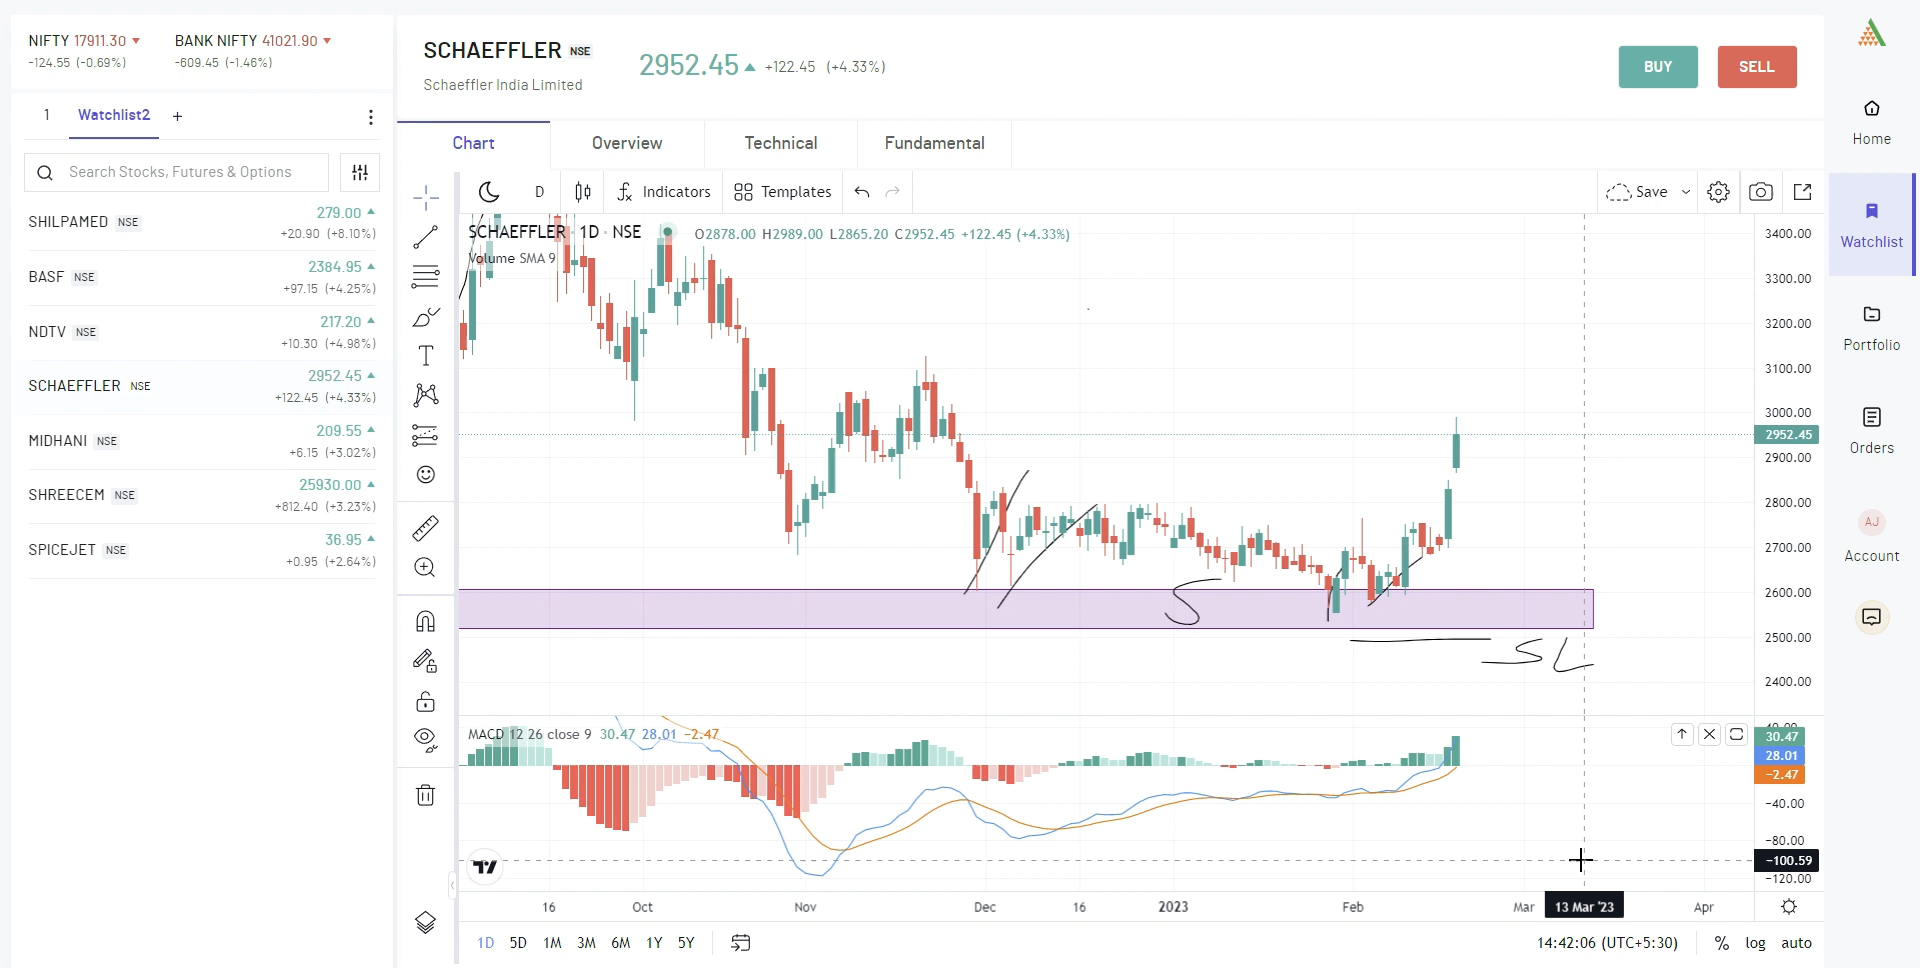 NIFTY 17911.30 BANK NIFTY 41021.90
-124.55 (-0.69%) -609.45 (-1.46%)
1 Watchlist2 +
Search Stocks, Futures & Options
SHILPAMED NSE 279.00
+20.90 (+8.10%)
BASF NSE 2384.95
+97.15 (+4.25%)
NDTV NSE 217.20
+10.30 (+4.98%)
SCHAEFFLER NSE 2952.45
+122.45 (+4.33%)
MIDHANI NSE 209.55
+6.15 (+3.02%)
SHREECEM NSE 25930.00
+812.40 (+3.23%)
SPICEJET NSE 36.95
+0.95 (+2.64%)
SCHAEFFLER NSE
Schaeffler India Limited
2952.45 +122.45 (+4.33%)
BUY SELL
Chart Overview Technical Fundamental
D Indicators Templates Save
SCHAEFFLER · 1D · NSE O2878.00 H2989.00 L2865.20 C2952.45 +122.45 (+4.33%)
Volume SMA 9
3400.00
3300.00
3200.00
3100.00
3000.00
2952.45
2900.00
2800.00
2700.00
2600.00
2500.00
2400.00
S
SL
MACD 12 26 close 9 30.47 28.01 −2.47
40.00
30.47
28.01
−2.47
−40.00
−80.00
−100.59
−120.00
16 Oct Nov Dec 16 2023 Feb Mar 13 Mar '23 Apr
1D 5D 1M 3M 6M 1Y 5Y
14:42:06 (UTC+5:30) % log auto
Home
Watchlist
Portfolio
Orders
AJ
Account